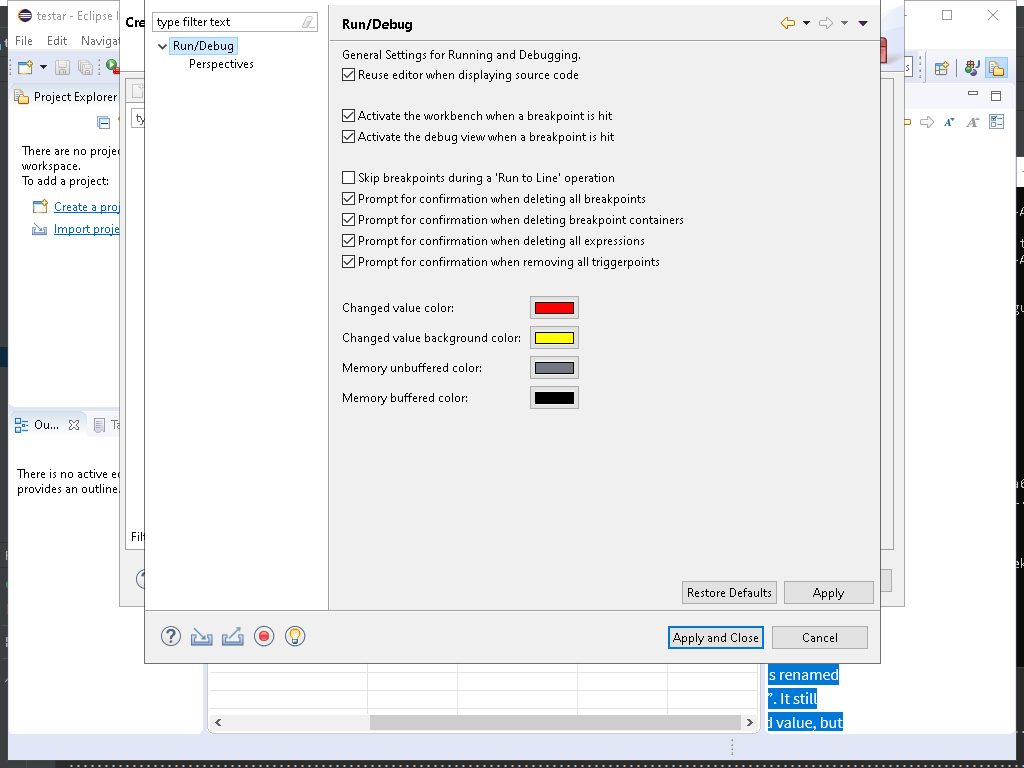 testar - Eclipse I
File Edit Navigat
Project Explorer
There are no proje
workspace.
To add a project:
Create a proj
Import proje
Ou...
Ta
There is no active ed
provides an outline.
Cre
ty
Filt
type filter text
Run/Debug
Perspectives
Run/Debug
General Settings for Running and Debugging.
Reuse editor when displaying source code
Activate the workbench when a breakpoint is hit
Activate the debug view when a breakpoint is hit
Skip breakpoints during a 'Run to Line' operation
Prompt for confirmation when deleting all breakpoints
Prompt for confirmation when deleting breakpoint containers
Prompt for confirmation when deleting all expressions
Prompt for confirmation when removing all triggerpoints
Changed value color:
Changed value background color:
Memory unbuffered color:
Memory buffered color:
Restore Defaults
Apply
Apply and Close
Cancel
s renamed
”. It still
d value, but